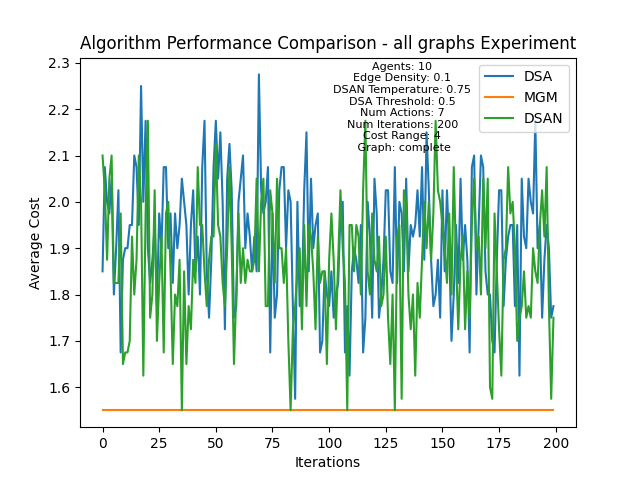 Algorithm Performance Comparison - all graphs Experiment
Agents: 10
Edge Density: 0.1
DSAN Temperature: 0.75
DSA Threshold: 0.5
Num Actions: 7
Num Iterations: 200
Cost Range: 4
Graph: complete
DSA
MGM
DSAN
Average Cost
2.3
2.2
2.1
2.0
1.9
1.8
1.7
1.6
0
25
50
75
100
125
150
175
200
Iterations